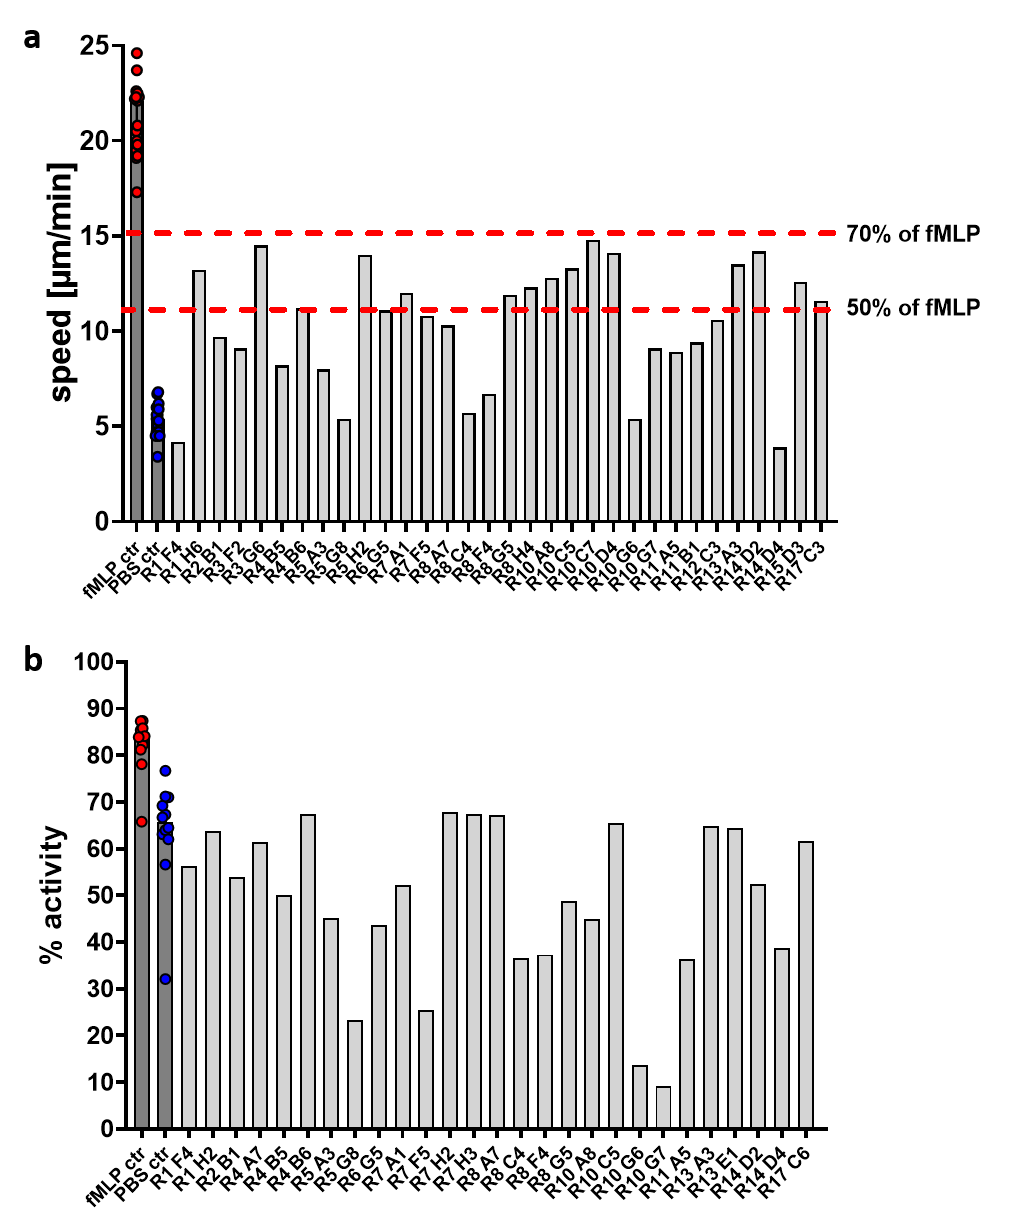 a
speed [µm/min]
25
20
15
10
5
0
70% of fMLP
50% of fMLP
fMLP ctr
PBS ctr
R1 F4
R1 H6
R2 B1
R3 F2
R3 G6
R4 B5
R4 B6
R5 A3
R5 G8
R5 H2
R6 G5
R7 A1
R7 F5
R8 A7
R8 C4
R8 F4
R8 G5
R8 H4
R10 A8
R10 C5
R10 C7
R10 D4
R10 G6
R10 G7
R11 A5
R11 B1
R12 C3
R13 A3
R14 D2
R14 D4
R15 D3
R17 C3
b
% activity
100
90
80
70
60
50
40
30
20
10
0
fMLP ctr
PBS ctr
R1 F4
R1 H2
R2 B1
R4 A7
R4 B5
R4 B6
R5 A3
R5 G8
R6 G5
R7 A1
R7 F5
R7 H2
R7 H3
R8 A7
R8 C4
R8 F4
R8 G5
R10 A8
R10 C5
R10 G6
R10 G7
R11 A5
R13 A3
R13 E1
R14 D2
R14 D4
R17 C6